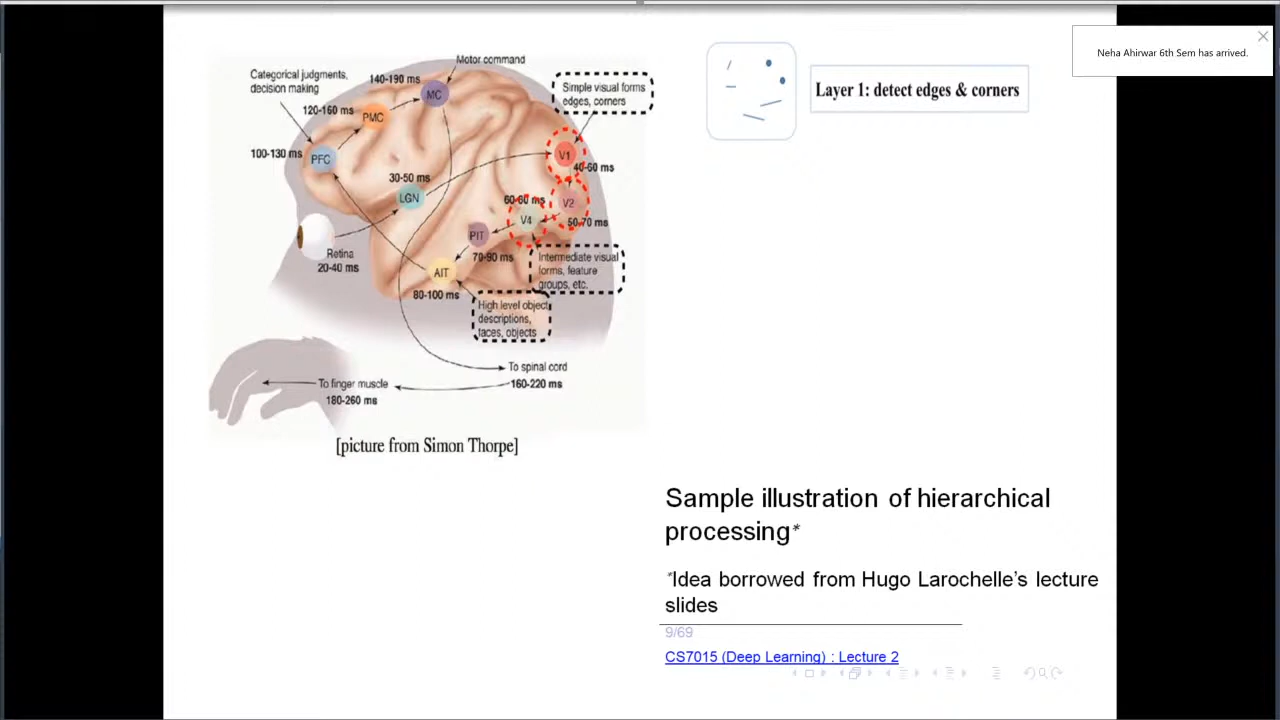 Neha Ahirwar 6th Sem has arrived.
Motor command
Categorical judgments,
decision making
140-190 ms
Simple visual forms
edges, corners
Layer 1: detect edges & corners
MC
120-160 ms
PMC
100-130 ms
PFC
V1
40-60 ms
30-50 ms
LGN
60-80 ms
V2
V4
50-70 ms
PIT
Retina
20-40 ms
70-90 ms
Intermediate visual
forms, feature
groups, etc.
AIT
80-100 ms
High level object
descriptions,
faces, objects
To spinal cord
160-220 ms
To finger muscle
180-260 ms
[picture from Simon Thorpe]
Sample illustration of hierarchical
processing*
*Idea borrowed from Hugo Larochelle's lecture
slides
9/69
CS7015 (Deep Learning) : Lecture 2